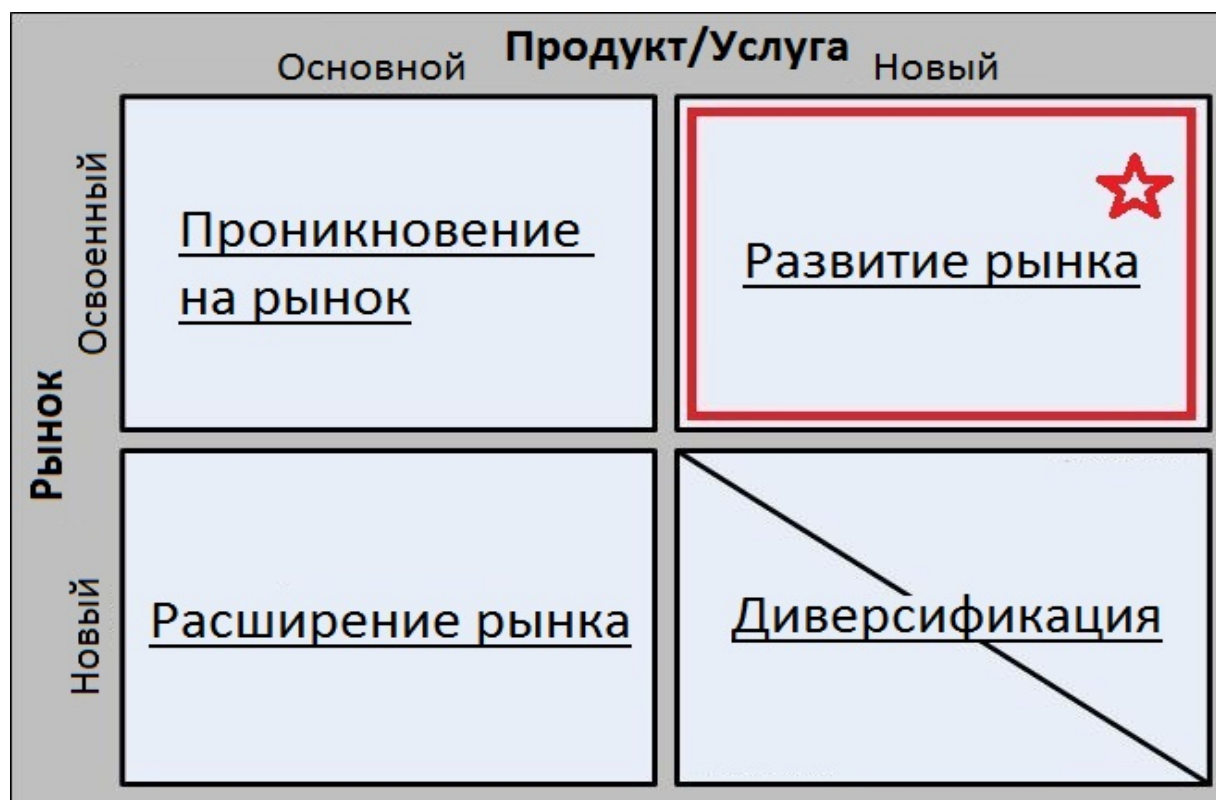 Продукт/Услуга
Основной
Новый
Рынок
Освоенный
Новый
Проникновение
на рынок
Развитие рынка
Расширение рынка
Диверсификация